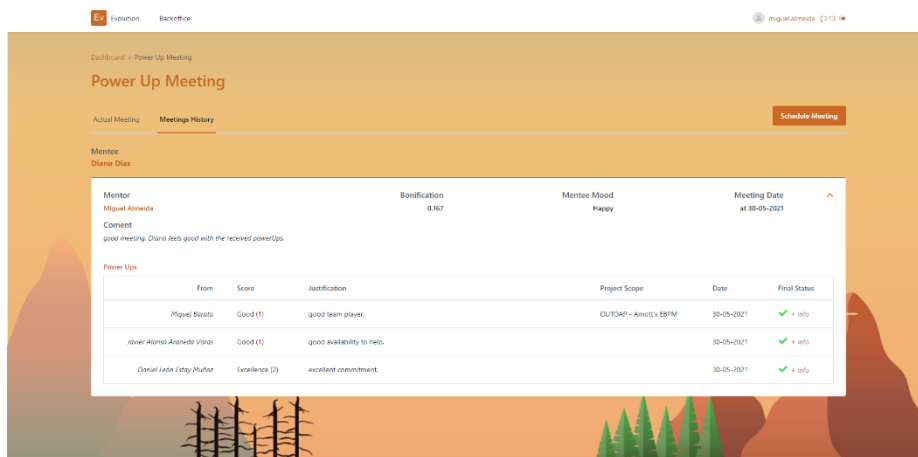 Ev Evolution Backoffice miguel.almeida 13
Dashboard > Power Up Meeting
Power Up Meeting
Actual Meeting Meetings History Schedule Meeting
Mentee
Diana Dias
Mentor Bonification Mentee Mood Meeting Date
Miguel Almeida 0.167 Happy at 30-05-2021
Coment
good meeting. Diana feels good with the received powerUps.
Power Ups
From Score Justification Project Scope Date Final Status
Miguel Barata Good (1) good team player. OUTOAP - Arnott's EBPM 30-05-2021 + info
Javier Alonso Araneda Varas Good (1) good availability to help. 30-05-2021 + info
Daniel León Estay Muñoz Excellence (2) excellent commitment. 30-05-2021 + info